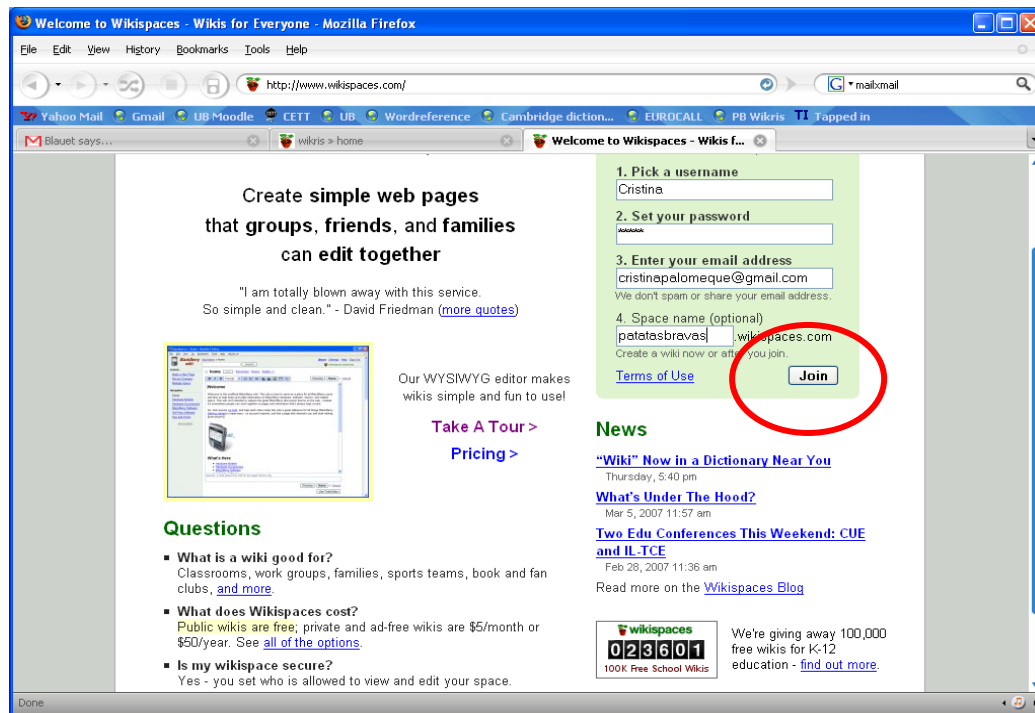 Welcome to Wikispaces - Wikis for Everyone - Mozilla Firefox
File Edit View History Bookmarks Tools Help
http://www.wikispaces.com/
G mailxmail
Yahoo Mail Gmail UB Moodle CETT UB Wordreference Cambridge diction... EUROCALL PB Wikris TI Tapped in
Blauet says... wikris » home Welcome to Wikispaces - Wikis f...
Create simple web pages
that groups, friends, and families
can edit together
"I am totally blown away with this service.
So simple and clean." - David Friedman (more quotes)
Our WYSIWYG editor makes
wikis simple and fun to use!
Take A Tour >
Pricing >
Questions
What is a wiki good for?
Classrooms, work groups, families, sports teams, book and fan
clubs, and more.
What does Wikispaces cost?
Public wikis are free; private and ad-free wikis are $5/month or
$50/year. See all of the options.
Is my wikispace secure?
Yes - you set who is allowed to view and edit your space.
1. Pick a username
Cristina
2. Set your password
*****
3. Enter your email address
cristinapalomeque@gmail.com
We don't spam or share your email address.
4. Space name (optional)
patatasbravas .wikispaces.com
Create a wiki now or after you join.
Terms of Use Join
News
"Wiki" Now in a Dictionary Near You
Thursday, 5:40 pm
What's Under The Hood?
Mar 5, 2007 11:57 am
Two Edu Conferences This Weekend: CUE
and IL-TCE
Feb 28, 2007 11:36 am
Read more on the Wikispaces Blog
wikispaces
023601
100K Free School Wikis
We're giving away 100,000
free wikis for K-12
education - find out more.
Done